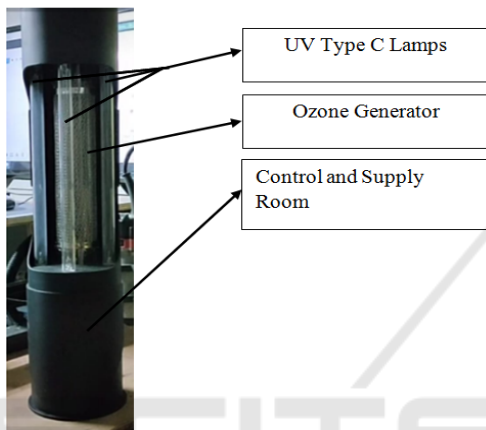 UV Type C Lamps
Ozone Generator
Control and Supply
Room